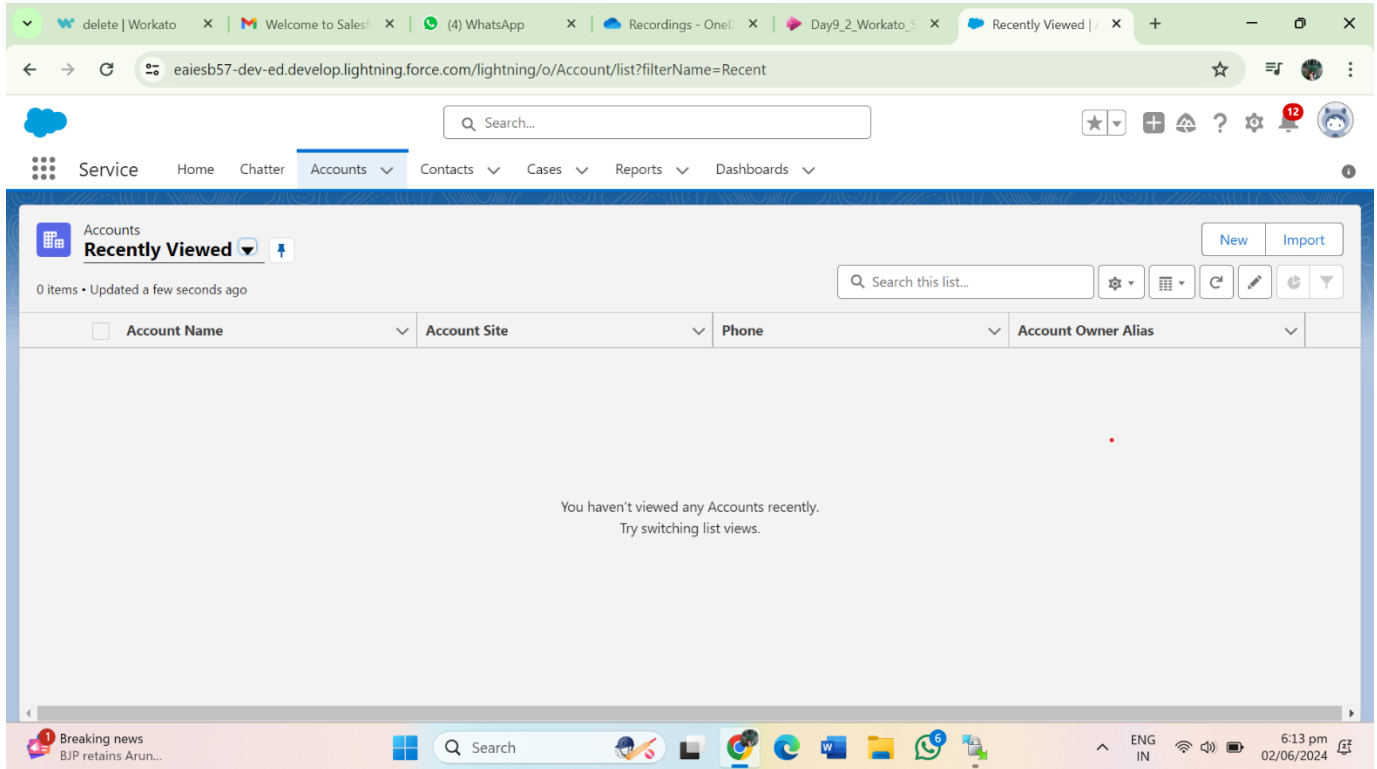 delete | Workato
Welcome to Salesf
(4) WhatsApp
Recordings - OneD
Day9_2_Workato_S
Recently Viewed | A
eaiesb57-dev-ed.develop.lightning.force.com/lightning/o/Account/list?filterName=Recent
Search...
12
Service Home Chatter Accounts Contacts Cases Reports Dashboards
Accounts
Recently Viewed
New Import
0 items • Updated a few seconds ago
Search this list...
Account Name Account Site Phone Account Owner Alias
You haven't viewed any Accounts recently.
Try switching list views.
1
Breaking news
BJP retains Arun...
Search
6
ENG
IN
6:13 pm
02/06/2024